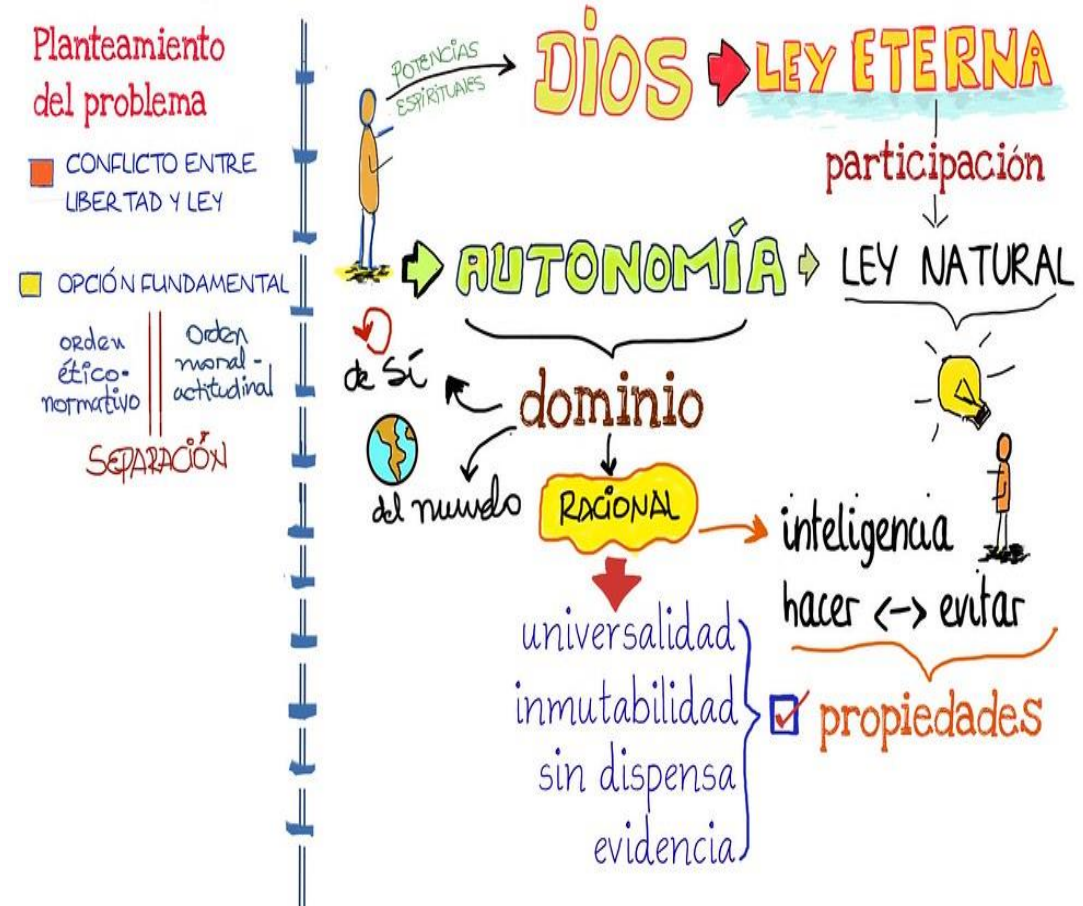 Planteamiento
del problema
CONFLICTO ENTRE
LIBERTAD Y LEY
OPCIÓN FUNDAMENTAL
orden
ético-
normativo
Orden
moral-
actitudinal
SEPARACIÓN
POTENCIAS
ESPIRITUALES
DIOS
LEY ETERNA
participación
AUTONOMÍA
LEY NATURAL
de sí
dominio
del mundo
RACIONAL
inteligencia
hacer <-> evitar
universalidad
inmutabilidad
sin dispensa
evidencia
propiedades